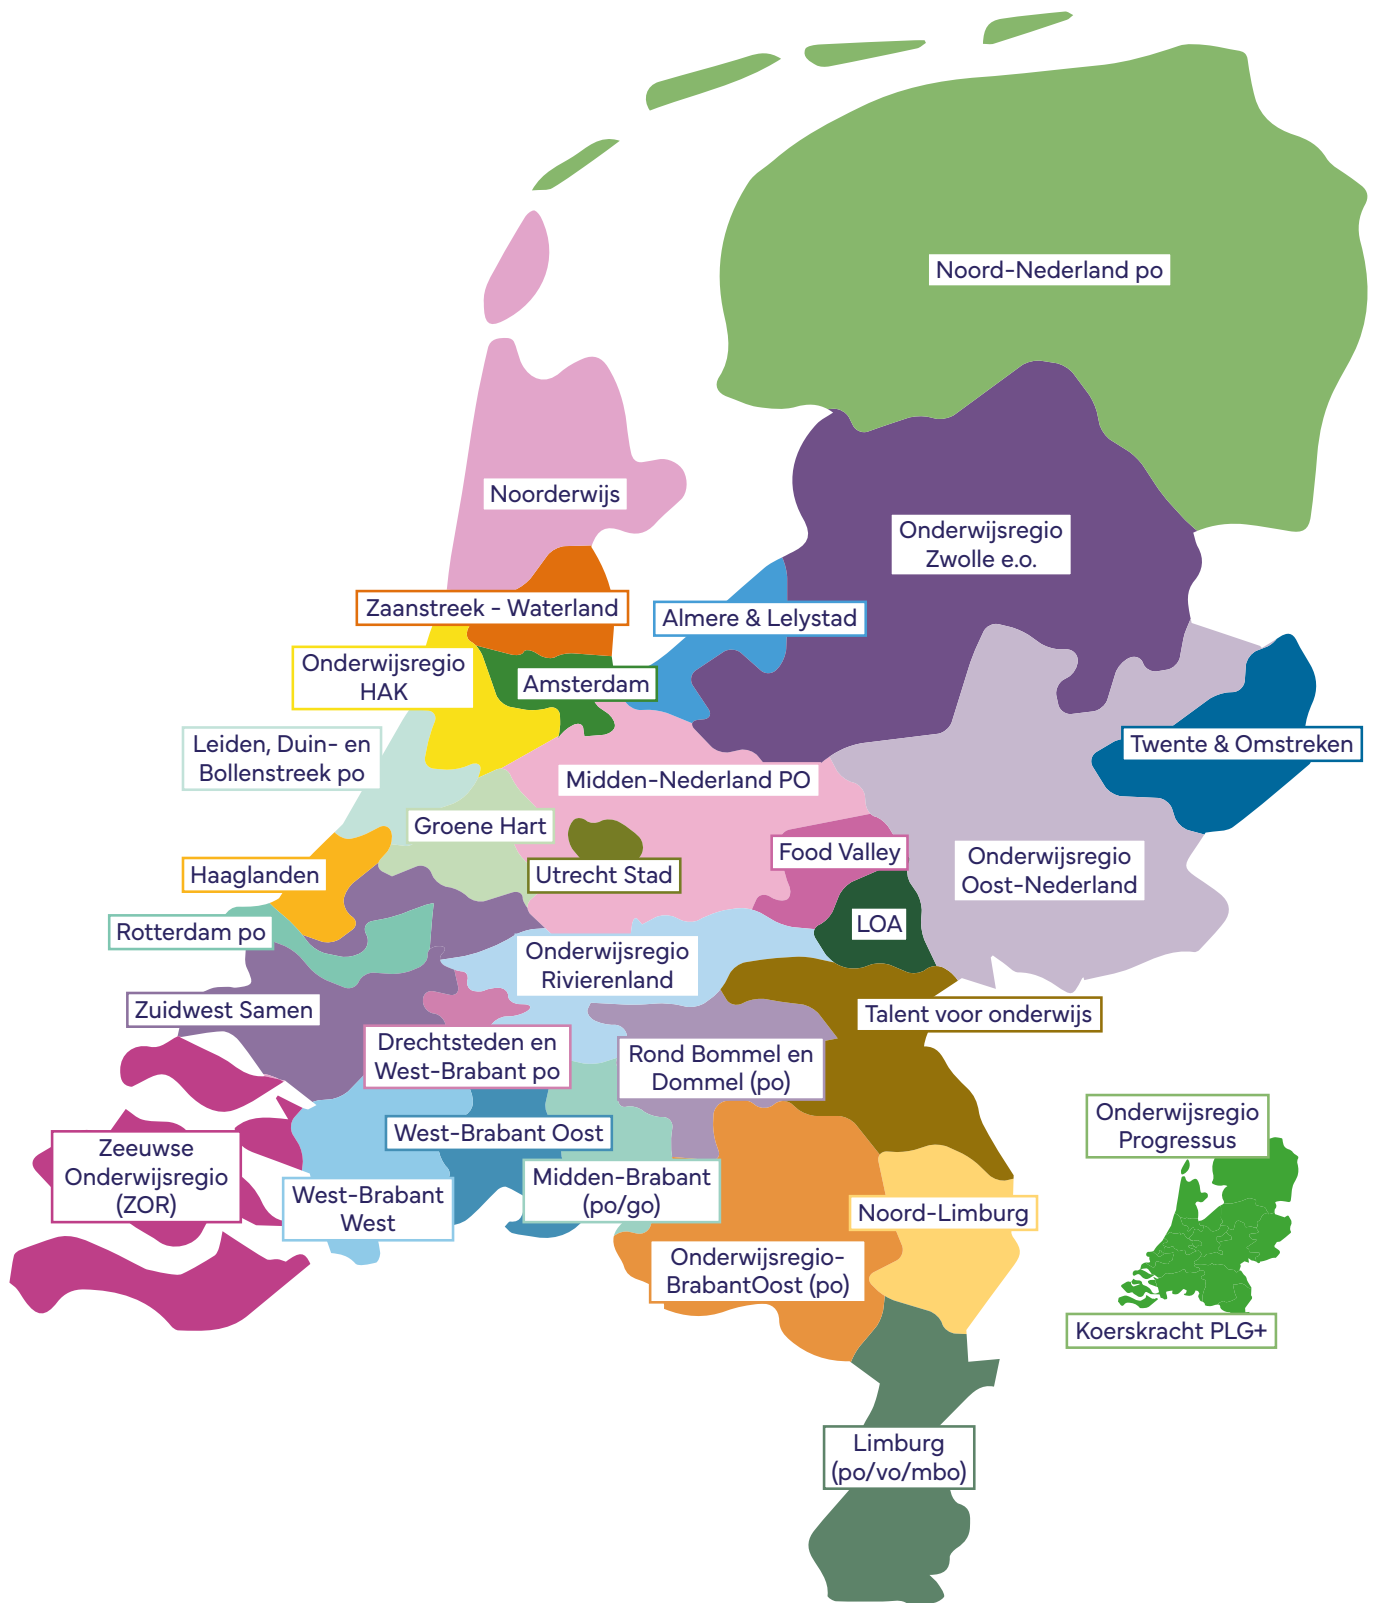 Noord-Nederland po
Noorderwijs
Onderwijsregio
Zwolle e.o.
Zaanstreek - Waterland
Almere & Lelystad
Onderwijsregio
HAK
Amsterdam
Leiden, Duin- en
Bollenstreek po
Twente & Omstreken
Midden-Nederland PO
Groene Hart
Food Valley
Onderwijsregio
Oost-Nederland
Haaglanden
Utrecht Stad
LOA
Rotterdam po
Onderwijsregio
Rivierenland
Zuidwest Samen
Talent voor onderwijs
Drechtsteden en
West-Brabant po
Rond Bommel en
Dommel (po)
Onderwijsregio
Progressus
West-Brabant Oost
Zeeuwse
Onderwijsregio
(ZOR)
Midden-Brabant
(po/go)
West-Brabant
West
Noord-Limburg
Onderwijsregio-
BrabantOost (po)
Koerskracht PLG+
Limburg
(po/vo/mbo)